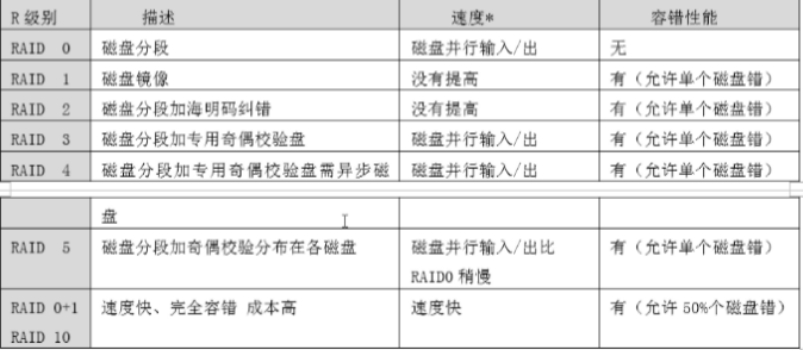 R 级别 描述 速度* 容错性能
RAID 0 磁盘分段 磁盘并行输入/出 无
RAID 1 磁盘镜像 没有提高 有（允许单个磁盘错）
RAID 2 磁盘分段加海明码纠错 没有提高 有（允许单个磁盘错）
RAID 3 磁盘分段加专用奇偶校验盘 磁盘并行输入/出 有（允许单个磁盘错）
RAID 4 磁盘分段加专用奇偶校验盘需异步磁 磁盘并行输入/出 有（允许单个磁盘错）
盘
RAID 5 磁盘分段加奇偶校验分布在各磁盘 磁盘并行输入/出比 有（允许单个磁盘错）
RAID0 稍慢
RAID 0+1 速度快、完全容错 成本高 速度快 有（允许 50%个磁盘错）
RAID 10